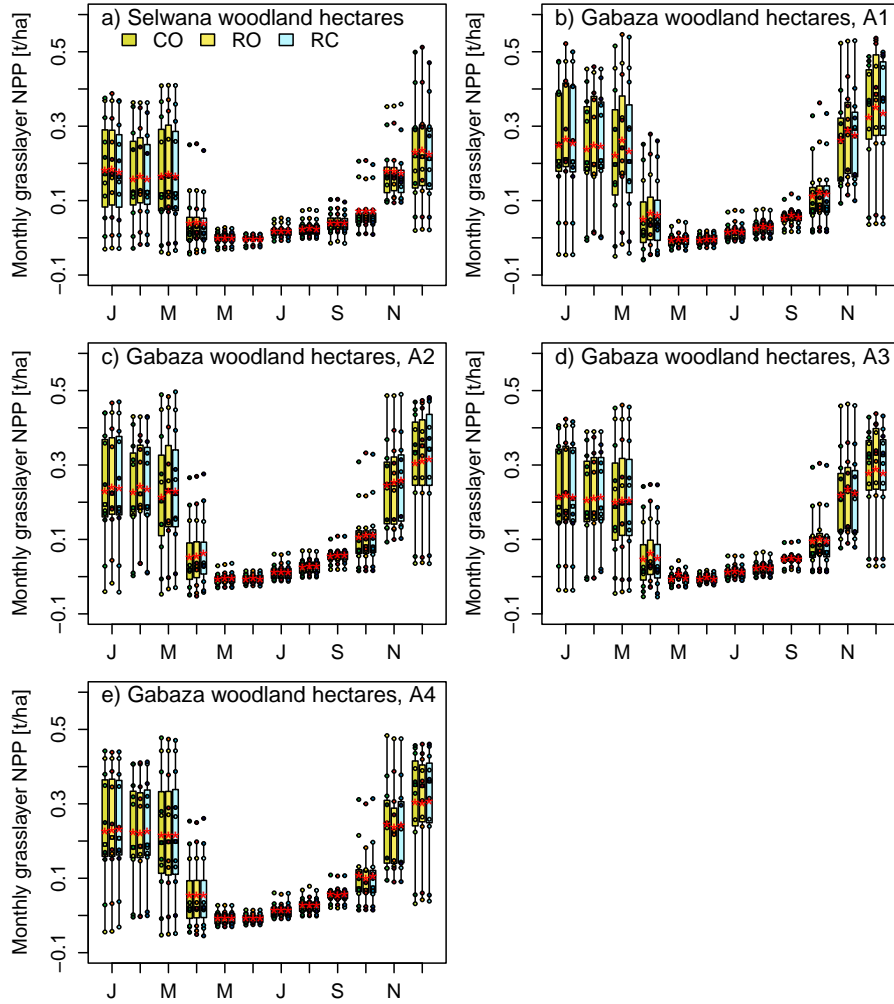 a) Selwana woodland hectares
CO RO RC
Monthly grasslayer NPP [t/ha]
0.5
0.3
0.1
−0.1
J M M J S N
b) Gabaza woodland hectares, A1
Monthly grasslayer NPP [t/ha]
0.5
0.3
0.1
−0.1
J M M J S N
c) Gabaza woodland hectares, A2
Monthly grasslayer NPP [t/ha]
0.5
0.3
0.1
−0.1
J M M J S N
d) Gabaza woodland hectares, A3
Monthly grasslayer NPP [t/ha]
0.5
0.3
0.1
−0.1
J M M J S N
e) Gabaza woodland hectares, A4
Monthly grasslayer NPP [t/ha]
0.5
0.3
0.1
−0.1
J M M J S N